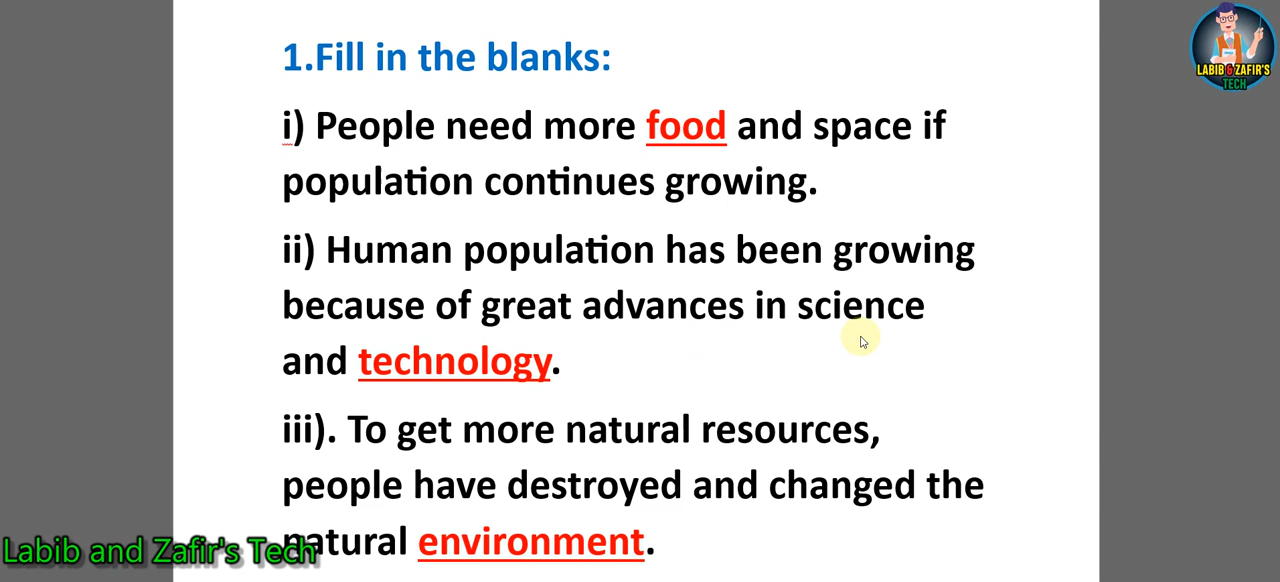 1.Fill in the blanks:
i) People need more food and space if
population continues growing.
ii) Human population has been growing
because of great advances in science
and technology.
iii). To get more natural resources,
people have destroyed and changed the
natural environment.
LABIB & ZAFIR'S
TECH
Labib and Zafir's Tech